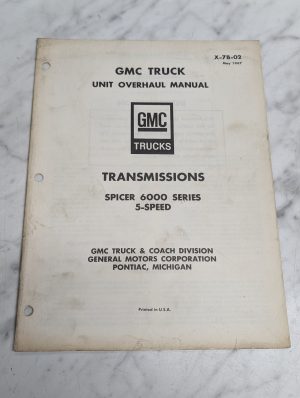 X-7B-02
May 1967
GMC TRUCK
UNIT OVERHAUL MANUAL
GMC
TRUCKS
TRANSMISSIONS
SPICER 6000 SERIES
5-SPEED
GMC TRUCK & COACH DIVISION
GENERAL MOTORS CORPORATION
PONTIAC, MICHIGAN
Printed in U.S.A.